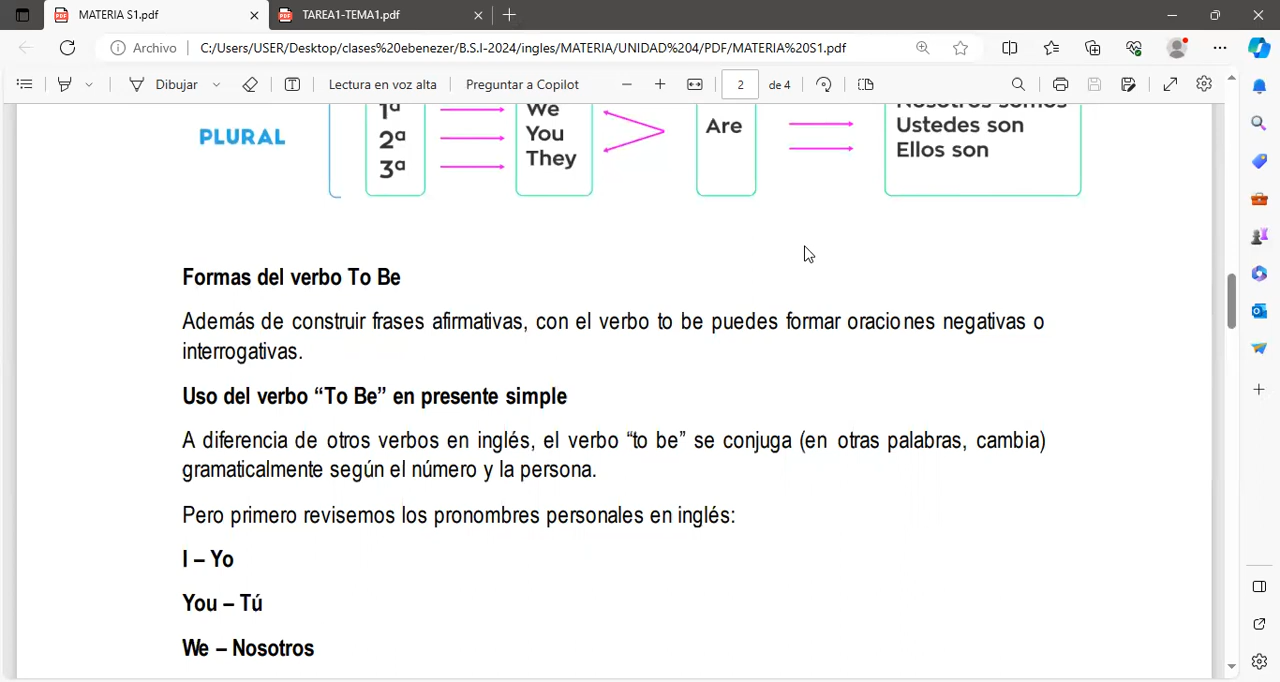 MATERIA S1.pdf
TAREA1-TEMA1.pdf
Archivo
C:/Users/USER/Desktop/clases%20ebenezer/B.S.I-2024/ingles/MATERIA/UNIDAD%204/PDF/MATERIA%20S1.pdf
Dibujar
Lectura en voz alta
Preguntar a Copilot
2
de 4
PLURAL
1ª
2ª
3ª
We
You
They
Are
Nosotros somos
Ustedes son
Ellos son
Formas del verbo To Be
Además de construir frases afirmativas, con el verbo to be puedes formar oraciones negativas o
interrogativas.
Uso del verbo “To Be” en presente simple
A diferencia de otros verbos en inglés, el verbo “to be” se conjuga (en otras palabras, cambia)
gramaticalmente según el número y la persona.
Pero primero revisemos los pronombres personales en inglés:
I – Yo
You – Tú
We – Nosotros